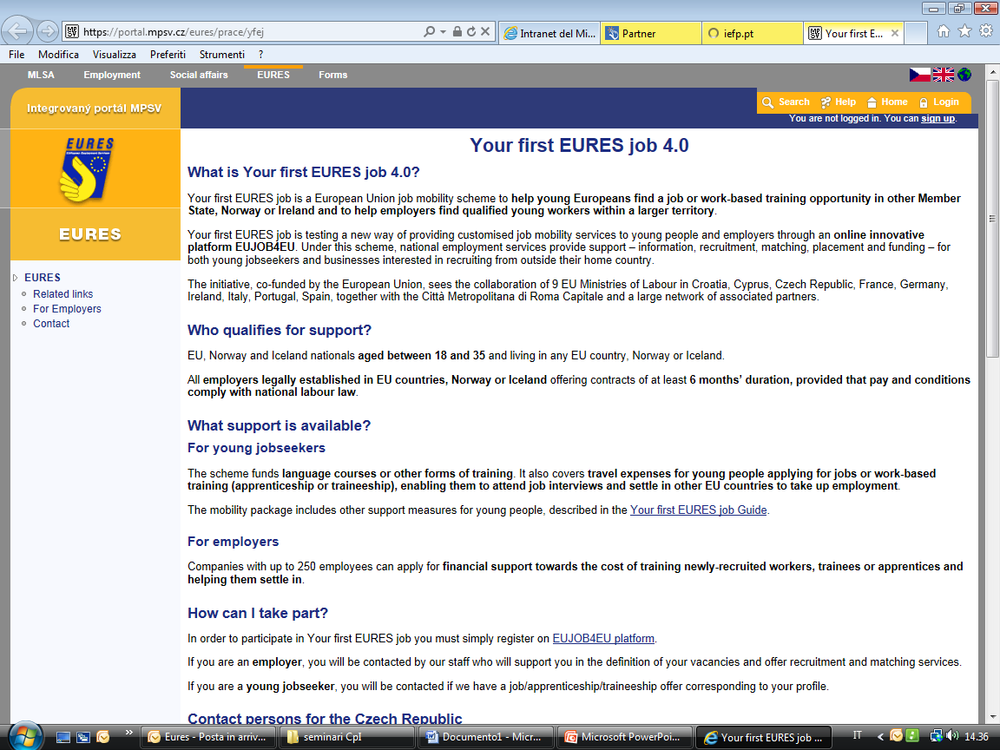 https://portal.mpsv.cz/eures/prace/yfej
Intranet del Mi...
Partner
iefp.pt
Your first E...
File Modifica Visualizza Preferiti Strumenti ?
MLSA Employment Social affairs EURES Forms
Integrovaný portál MPSV
Search Help Home Login
You are not logged in. You can sign up.
EURES
EURES
EURES
Related links
For Employers
Contact
Your first EURES job 4.0
What is Your first EURES job 4.0?
Your first EURES job is a European Union job mobility scheme to help young Europeans find a job or work-based training opportunity in other Member
State, Norway or Ireland and to help employers find qualified young workers within a larger territory.
Your first EURES job is testing a new way of providing customised job mobility services to young people and employers through an online innovative
platform EUJOB4EU. Under this scheme, national employment services provide support – information, recruitment, matching, placement and funding – for
both young jobseekers and businesses interested in recruiting from outside their home country.
The initiative, co-funded by the European Union, sees the collaboration of 9 EU Ministries of Labour in Croatia, Cyprus, Czech Republic, France, Germany,
Ireland, Italy, Portugal, Spain, together with the Città Metropolitana di Roma Capitale and a large network of associated partners.
Who qualifies for support?
EU, Norway and Iceland nationals aged between 18 and 35 and living in any EU country, Norway or Iceland.
All employers legally established in EU countries, Norway or Iceland offering contracts of at least 6 months' duration, provided that pay and conditions
comply with national labour law.
What support is available?
For young jobseekers
The scheme funds language courses or other forms of training. It also covers travel expenses for young people applying for jobs or work-based
training (apprenticeship or traineeship), enabling them to attend job interviews and settle in other EU countries to take up employment.
The mobility package includes other support measures for young people, described in the Your first EURES job Guide.
For employers
Companies with up to 250 employees can apply for financial support towards the cost of training newly-recruited workers, trainees or apprentices and
helping them settle in.
How can I take part?
In order to participate in Your first EURES job you must simply register on EUJOB4EU platform.
If you are an employer, you will be contacted by our staff who will support you in the definition of your vacancies and offer recruitment and matching services.
If you are a young jobseeker, you will be contacted if we have a job/apprenticeship/traineeship offer corresponding to your profile.
Contact persons for the Czech Republic
Eures - Posta in arriv...
seminari CpI
Documento1 - Micr...
Microsoft PowerPoi...
Your first EURES job ...
IT
14.36